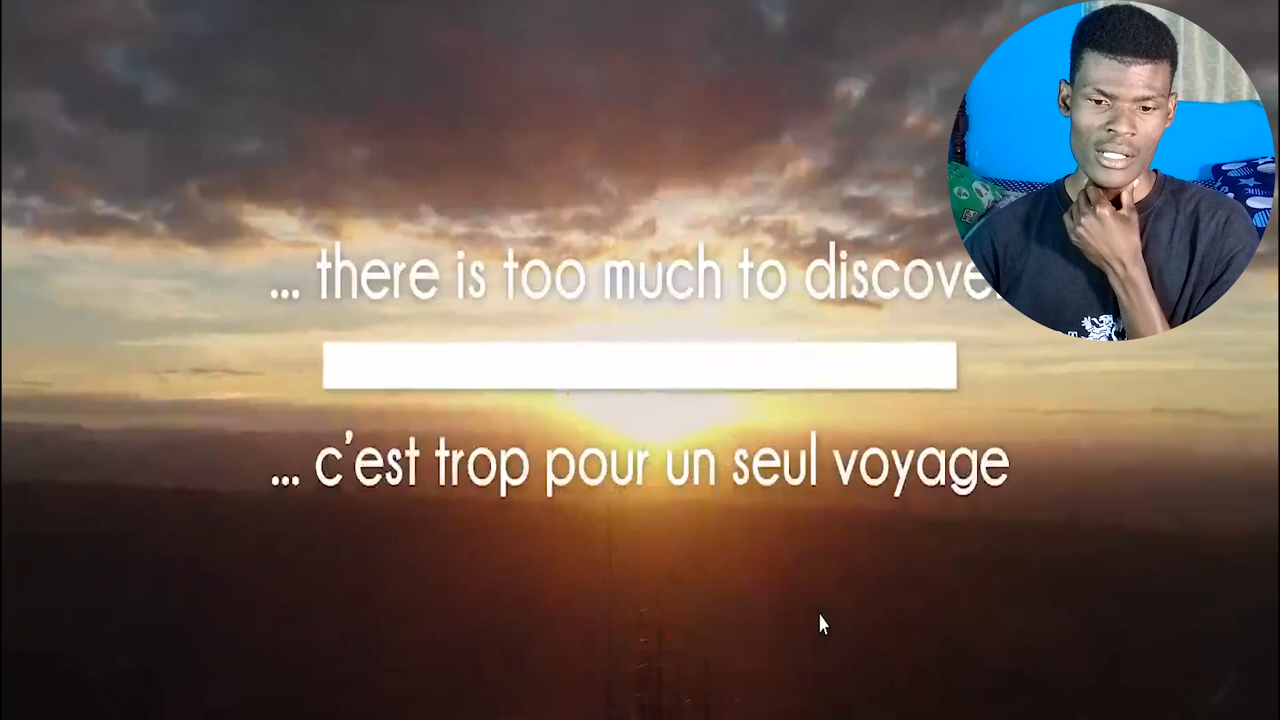 ... there is too much to discove
... c'est trop pour un seul voyage